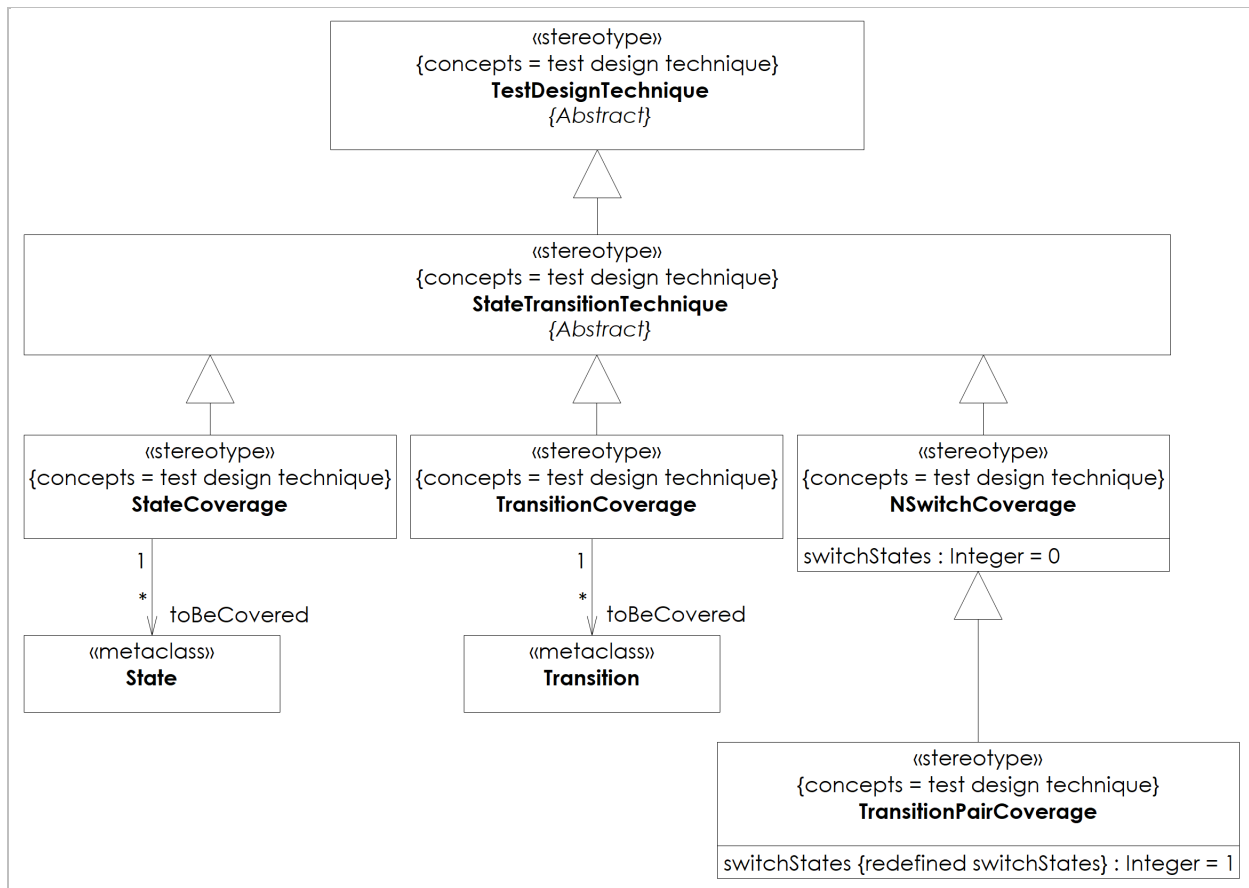 «stereotype»
{concepts = test design technique}
TestDesignTechnique
{Abstract}
«stereotype»
{concepts = test design technique}
StateTransitionTechnique
{Abstract}
«stereotype»
{concepts = test design technique}
StateCoverage
«stereotype»
{concepts = test design technique}
TransitionCoverage
«stereotype»
{concepts = test design technique}
NSwitchCoverage
switchStates : Integer = 0
1
*
toBeCovered
1
*
toBeCovered
«metaclass»
State
«metaclass»
Transition
«stereotype»
{concepts = test design technique}
TransitionPairCoverage
switchStates {redefined switchStates} : Integer = 1